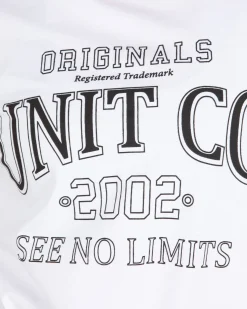 ORIGINALS
Registered Trademark
UNIT CO
·2002·
SEE NO LIMITS